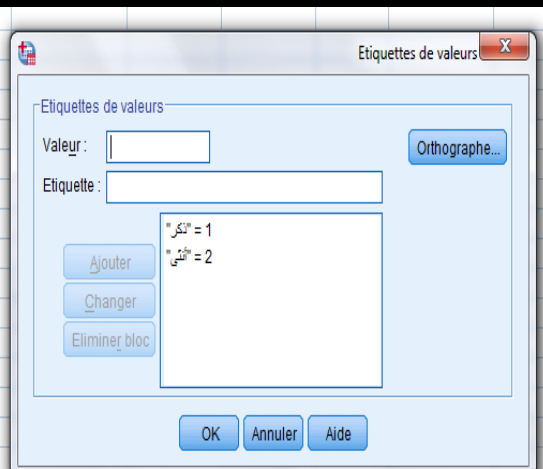 Etiquettes de valeurs
Etiquettes de valeurs
Valeur :
Orthographe...
Etiquette :
"ذكر" = 1
"أنثى" = 2
Ajouter
Changer
Eliminer bloc
OK Annuler Aide